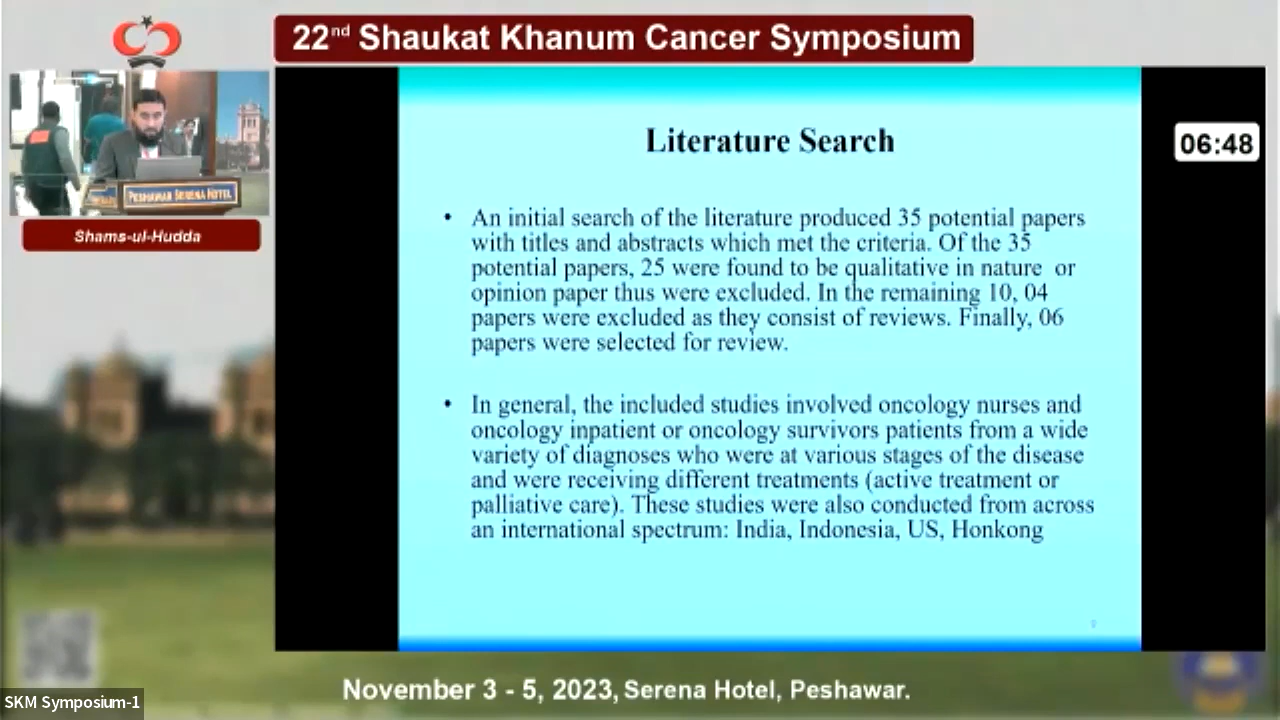 22nd Shaukat Khanum Cancer Symposium
06:48
PESHAWAR SERENA HOTEL
Shams-ul-Hudda
Literature Search
• An initial search of the literature produced 35 potential papers
with titles and abstracts which met the criteria. Of the 35
potential papers, 25 were found to be qualitative in nature or
opinion paper thus were excluded. In the remaining 10, 04
papers were excluded as they consist of reviews. Finally, 06
papers were selected for review.
• In general, the included studies involved oncology nurses and
oncology inpatient or oncology survivors patients from a wide
variety of diagnoses who were at various stages of the disease
and were receiving different treatments (active treatment or
palliative care). These studies were also conducted from across
an international spectrum: India, Indonesia, US, Honkong
November 3 - 5, 2023, Serena Hotel, Peshawar.
SKM Symposium-1